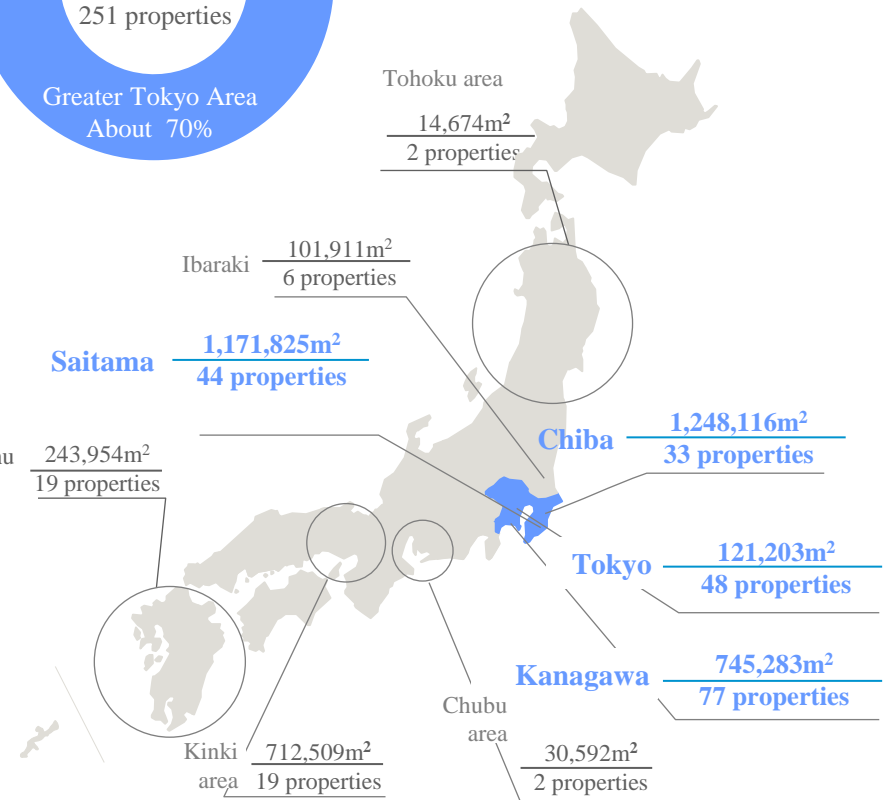 251 properties
Greater Tokyo Area
About 70%
Tohoku area
14,674m²
2 properties
Ibaraki
101,911m²
6 properties
Saitama
1,171,825m²
44 properties
Chiba
1,248,116m²
33 properties
243,954m²
19 properties
Tokyo
121,203m²
48 properties
Kanagawa
745,283m²
77 properties
Chubu
area
30,592m²
2 properties
Kinki
area
712,509m²
19 properties